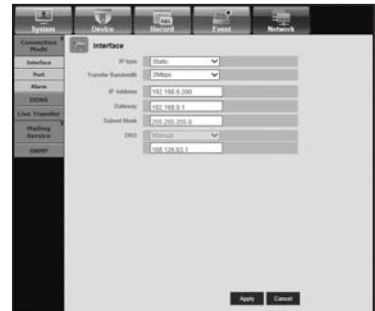 System Device Record Event Network
Connection
Mode
Interface
Port
Alarm
DDNS
Live Transfer
Mailing
Service
SNMP
Interface
IP type Static
Transfer Bandwidth 2Mbps
IP Address 192.168.0.200
Gateway 192.168.0.1
Subnet Mask 255.255.255.0
DNS Manual
168.126.63.1
Apply Cancel